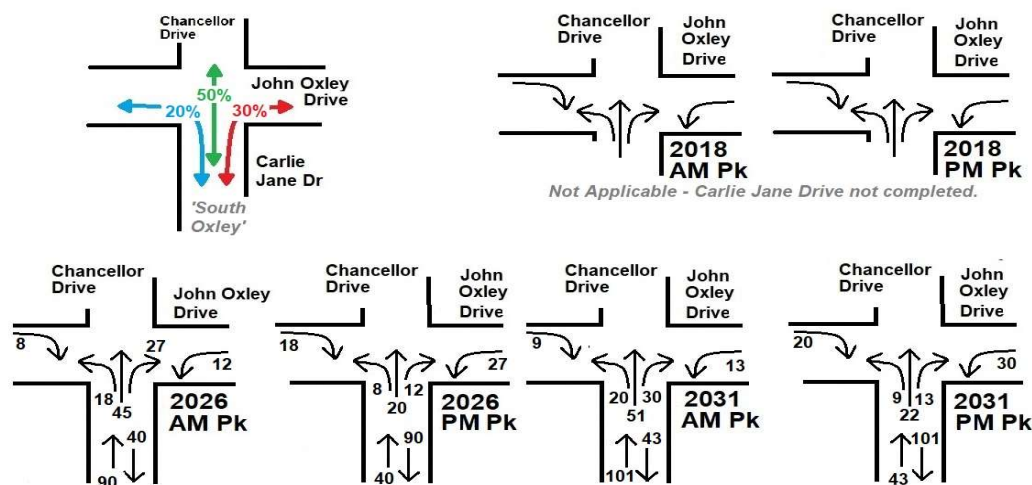 Chancellor
Drive
John Oxley
Drive
50%
20%
30%
Carlie
Jane Dr
'South
Oxley'
Chancellor
Drive
John
Oxley
Drive
2018
AM Pk
Chancellor
Drive
John
Oxley
Drive
2018
PM Pk
Not Applicable - Carlie Jane Drive not completed.
Chancellor
Drive
John Oxley
Drive
8
27
12
18
45
2026
AM Pk
40
90
Chancellor
Drive
John
Oxley
Drive
18
27
8
12
20
2026
PM Pk
90
40
Chancellor
Drive
John
Oxley
Drive
9
13
20
30
51
2031
AM Pk
43
101
Chancellor
Drive
John
Oxley
Drive
20
30
9
13
22
2031
PM Pk
101
43